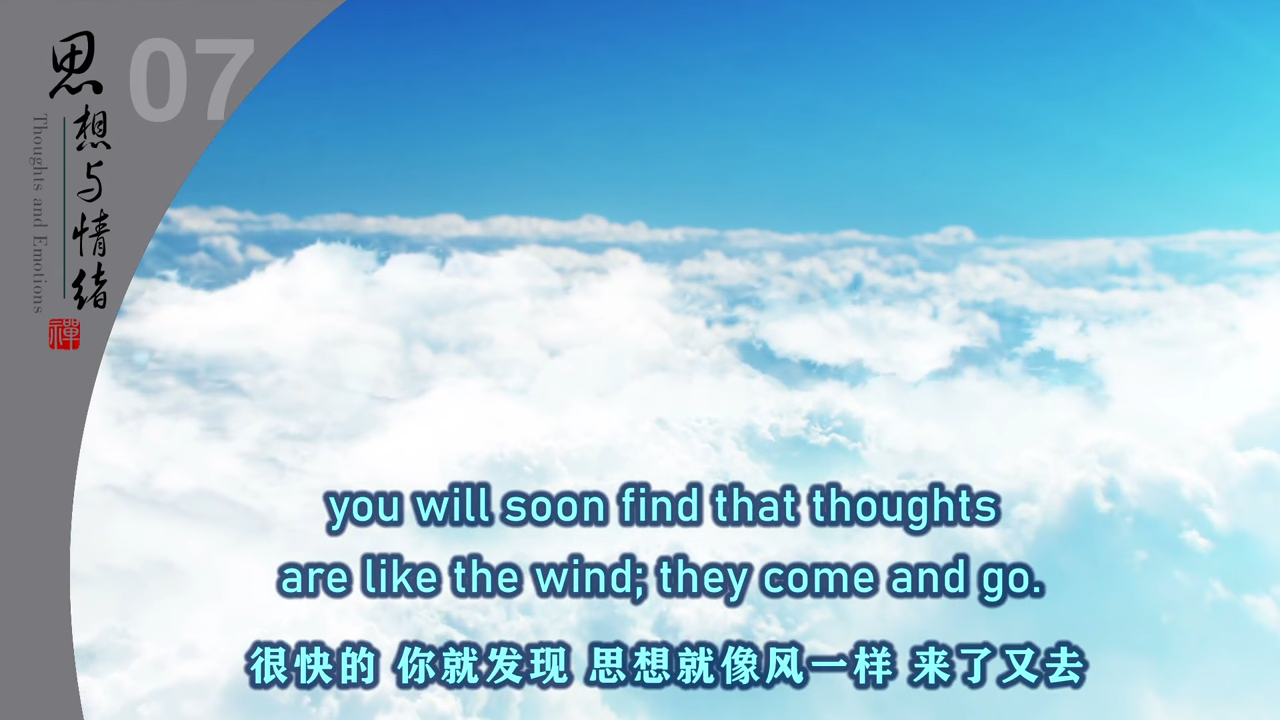 07
思想与情绪
Thoughts and Emotions
禪
you will soon find that thoughts
are like the wind; they come and go.
很快的 你就发现 思想就像风一样 来了又去